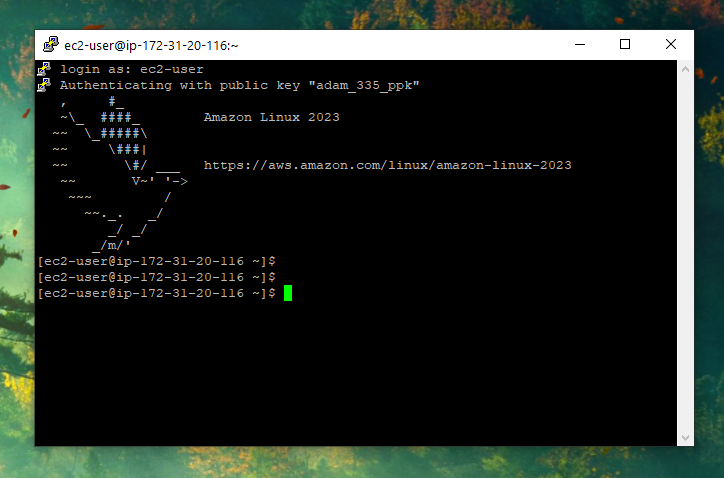 ec2-user@ip-172-31-20-116:~
login as: ec2-user
Authenticating with public key "adam_335_ppk"
   ,     #_
   ~\_  ####_        Amazon Linux 2023
  ~~  \_#####\
  ~~     \###|
  ~~       \#/ ___   https://aws.amazon.com/linux/amazon-linux-2023
   ~~       V~' '->
    ~~~         /
      ~~._.   _/
         _/ _/
       _/m/'
[ec2-user@ip-172-31-20-116 ~]$
[ec2-user@ip-172-31-20-116 ~]$
[ec2-user@ip-172-31-20-116 ~]$